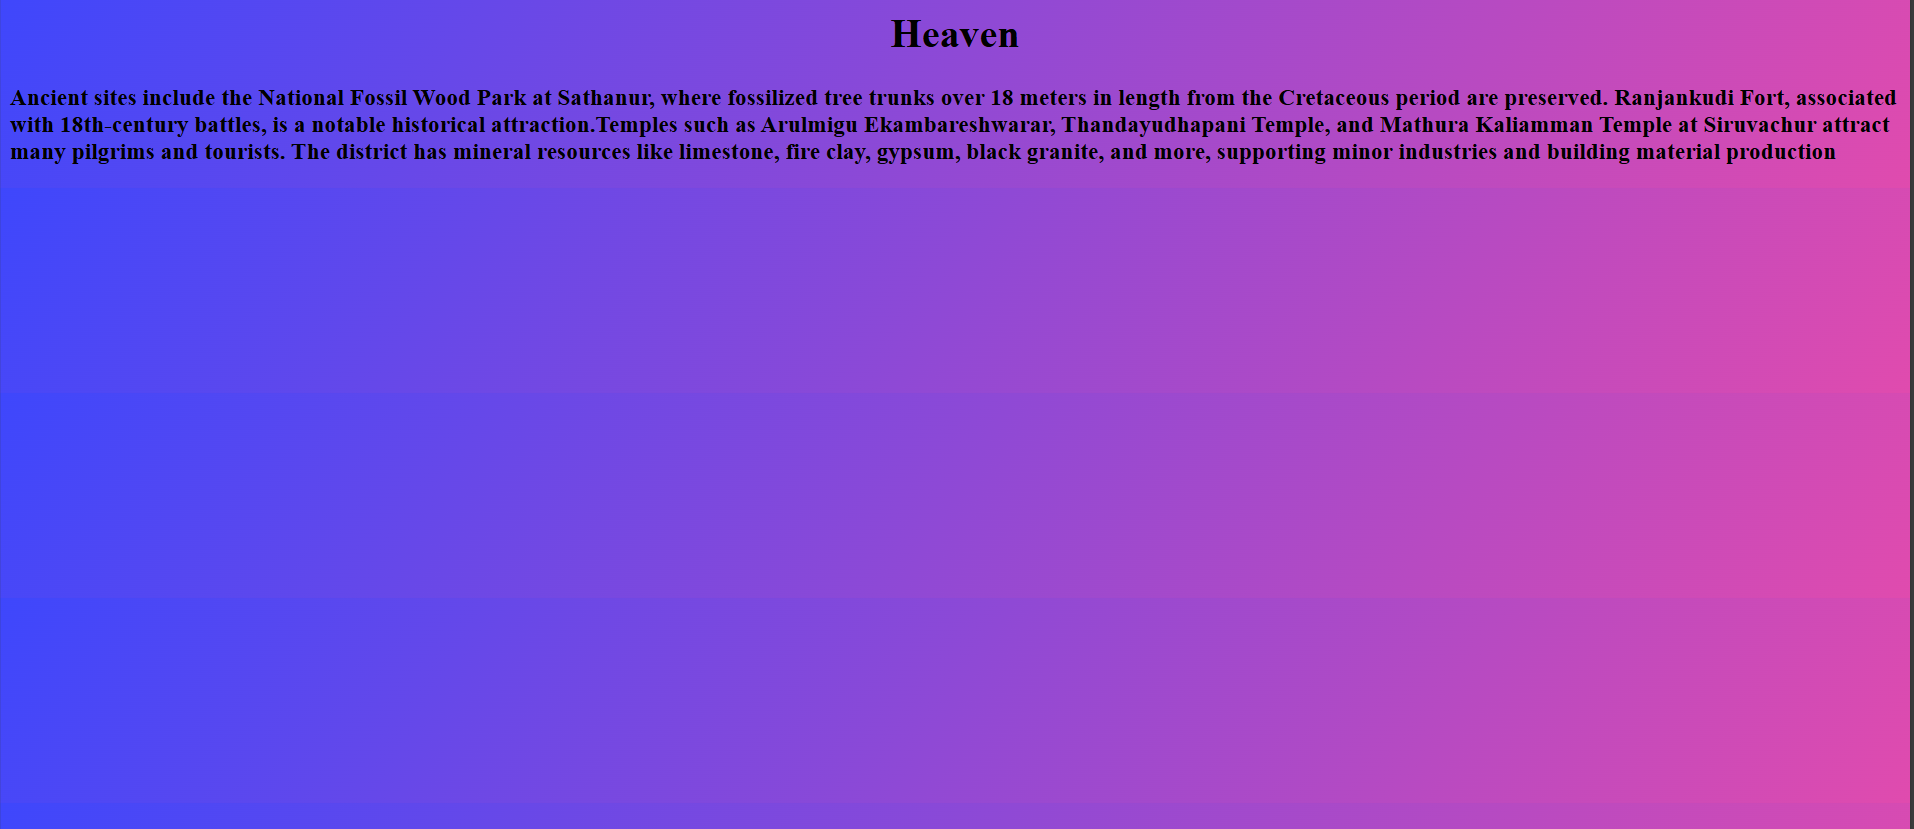 Heaven
Ancient sites include the National Fossil Wood Park at Sathanur, where fossilized tree trunks over 18 meters in length from the Cretaceous period are preserved. Ranjankudi Fort, associated
with 18th-century battles, is a notable historical attraction.Temples such as Arulmigu Ekambareshwarar, Thandayudhapani Temple, and Mathura Kaliamman Temple at Siruvachur attract
many pilgrims and tourists. The district has mineral resources like limestone, fire clay, gypsum, black granite, and more, supporting minor industries and building material production